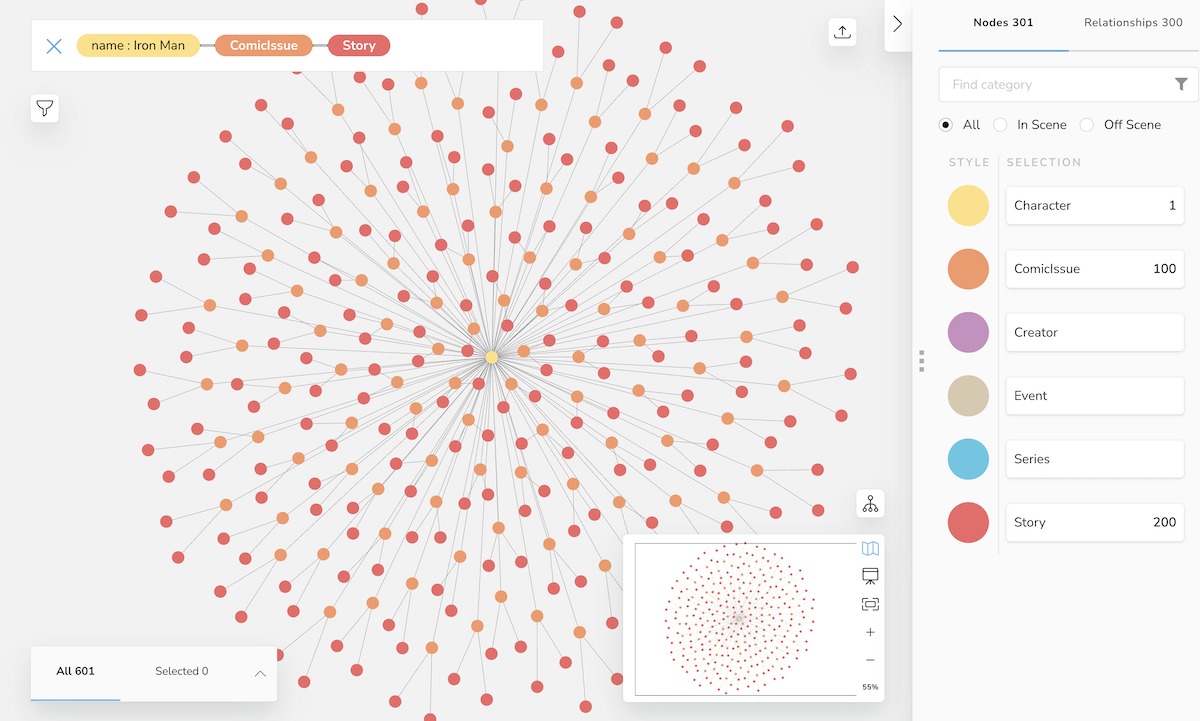 name : Iron Man ComicIssue Story
Nodes 301 Relationships 300
Find category
All In Scene Off Scene
STYLE SELECTION
Character 1
ComicIssue 100
Creator
Event
Series
Story 200
All 601 Selected 0
55%